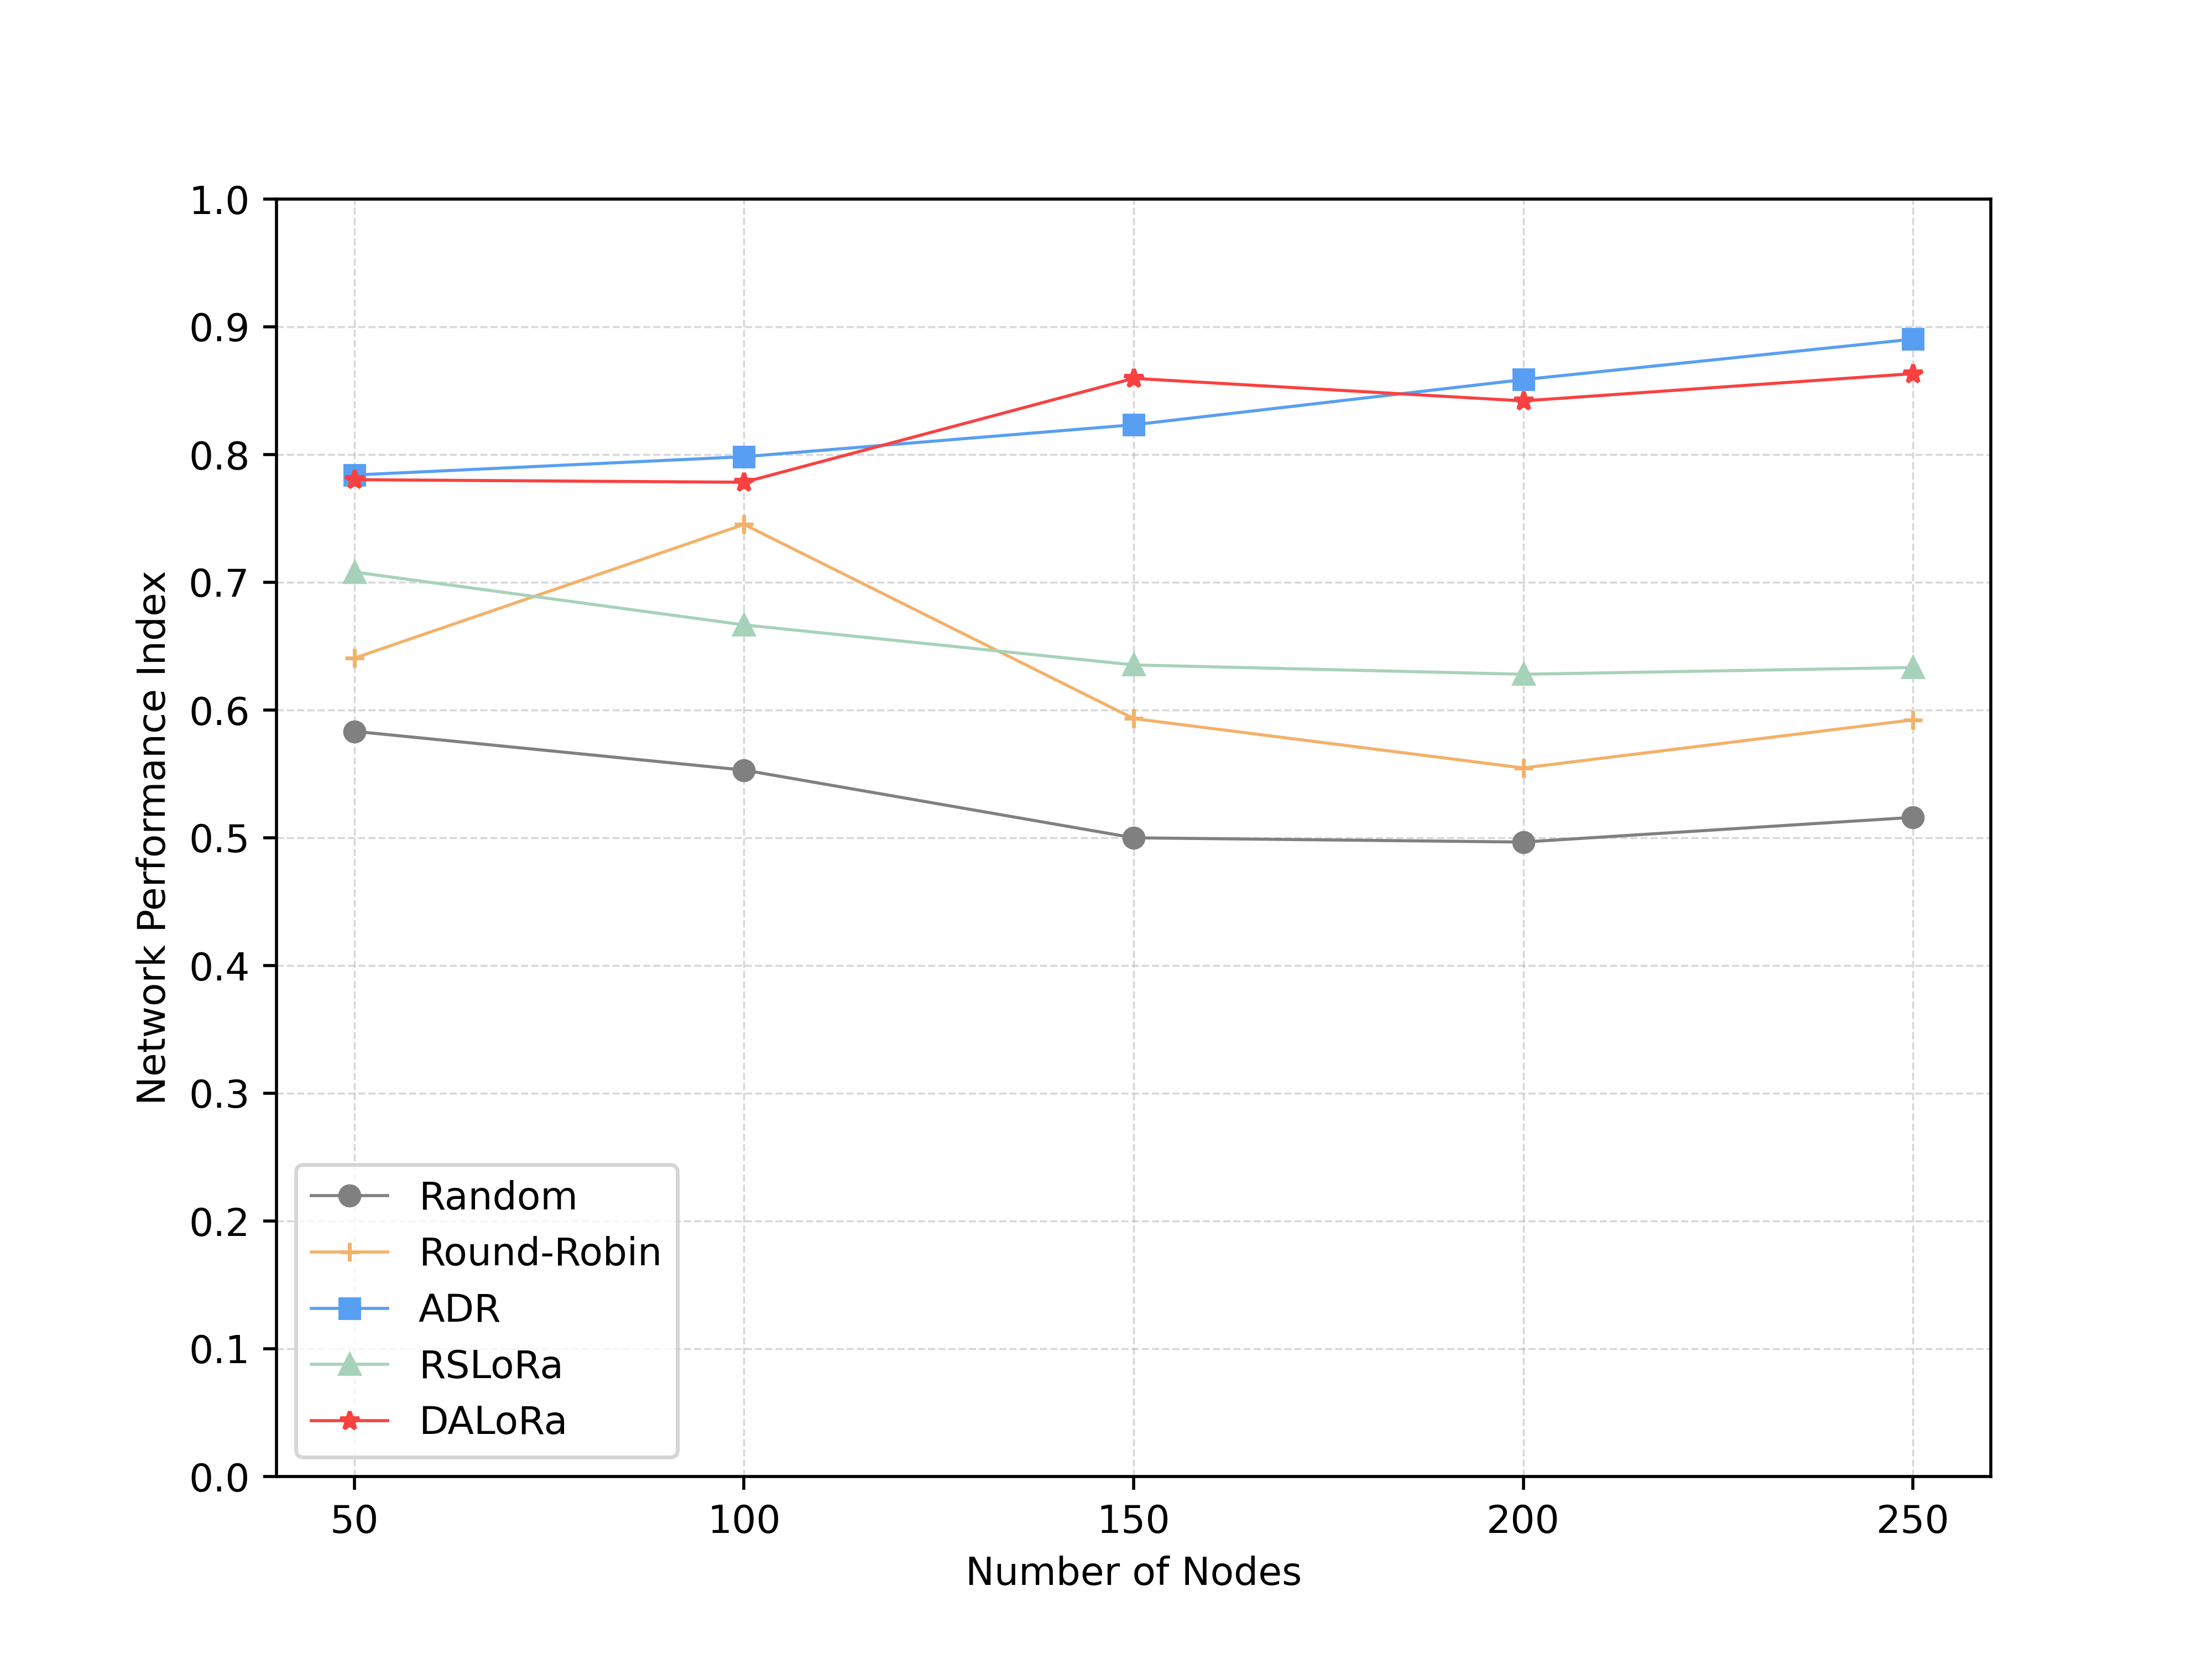 Network Performance Index
1.0
0.9
0.8
0.7
0.6
0.5
0.4
0.3
0.2
0.1
0.0
Random
Round-Robin
ADR
RSLoRa
DALoRa
50 100 150 200 250
Number of Nodes